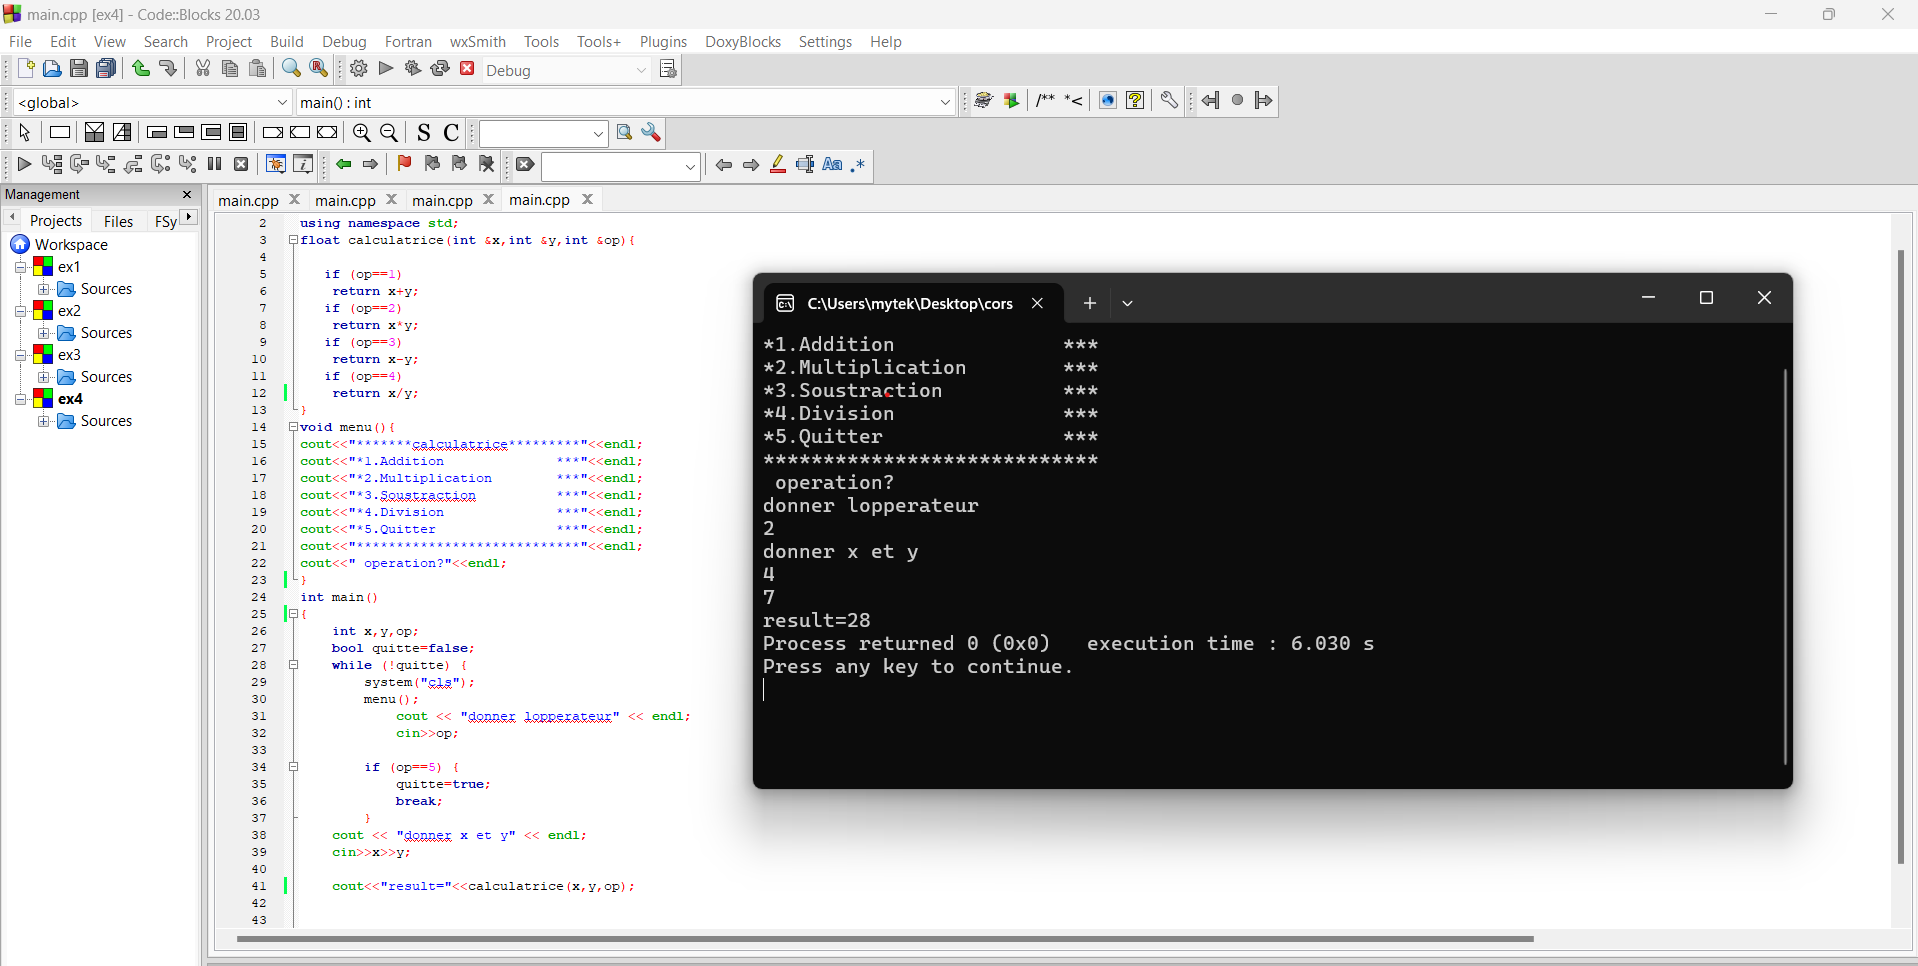 main.cpp [ex4] - Code::Blocks 20.03
File Edit View Search Project Build Debug Fortran wxSmith Tools Tools+ Plugins DoxyBlocks Settings Help
Debug
<global> main() : int /** *<
S C
Aa .*
Management
Projects Files FSy
Workspace
ex1
Sources
ex2
Sources
ex3
Sources
ex4
Sources
main.cpp main.cpp main.cpp main.cpp
2 using namespace std;
3 float calculatrice(int &x,int &y,int &op){
4
5 if (op==1)
6 return x+y;
7 if (op==2)
8 return x*y;
9 if (op==3)
10 return x-y;
11 if (op==4)
12 return x/y;
13 }
14 void menu(){
15 cout<<"*******calculatrice*********"<<endl;
16 cout<<"*1.Addition              ***"<<endl;
17 cout<<"*2.Multiplication        ***"<<endl;
18 cout<<"*3.Soustraction          ***"<<endl;
19 cout<<"*4.Division              ***"<<endl;
20 cout<<"*5.Quitter               ***"<<endl;
21 cout<<"****************************"<<endl;
22 cout<<" operation?"<<endl;
23 }
24 int main()
25 {
26 int x,y,op;
27 bool quitte=false;
28 while (!quitte) {
29 system("cls");
30 menu();
31 cout << "donner lopperateur" << endl;
32 cin>>op;
33
34 if (op==5) {
35 quitte=true;
36 break;
37 }
38 cout << "donner x et y" << endl;
39 cin>>x>>y;
40
41 cout<<"result="<<calculatrice(x,y,op);
42
43
C:\Users\mytek\Desktop\cors
*1.Addition              ***
*2.Multiplication        ***
*3.Soustraction          ***
*4.Division              ***
*5.Quitter               ***
****************************
operation?
donner lopperateur
2
donner x et y
4
7
result=28
Process returned 0 (0x0)   execution time : 6.030 s
Press any key to continue.